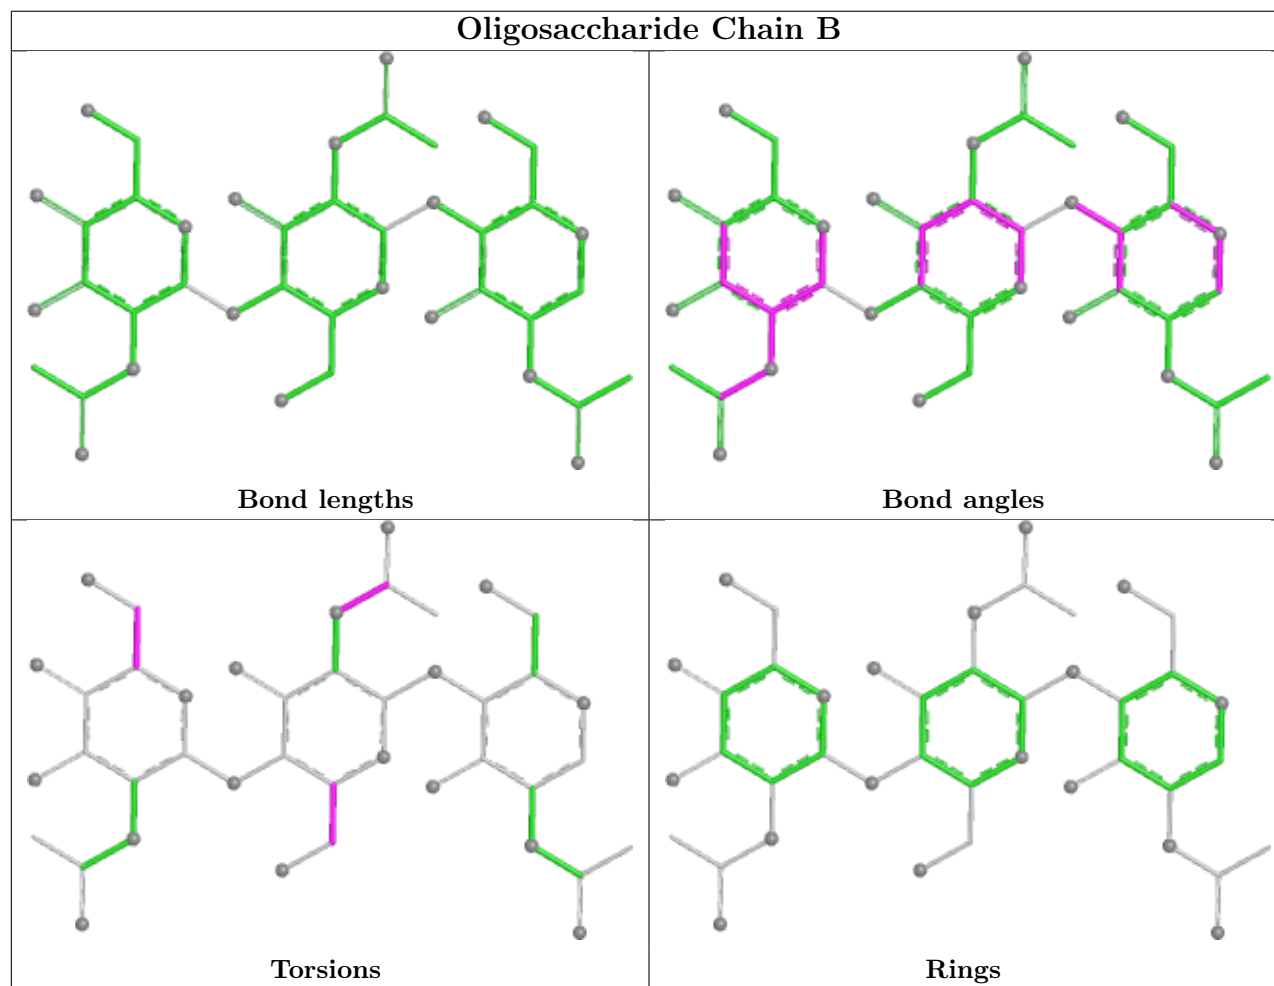 Oligosaccharide Chain B
Bond lengths
Bond angles
Torsions
Rings